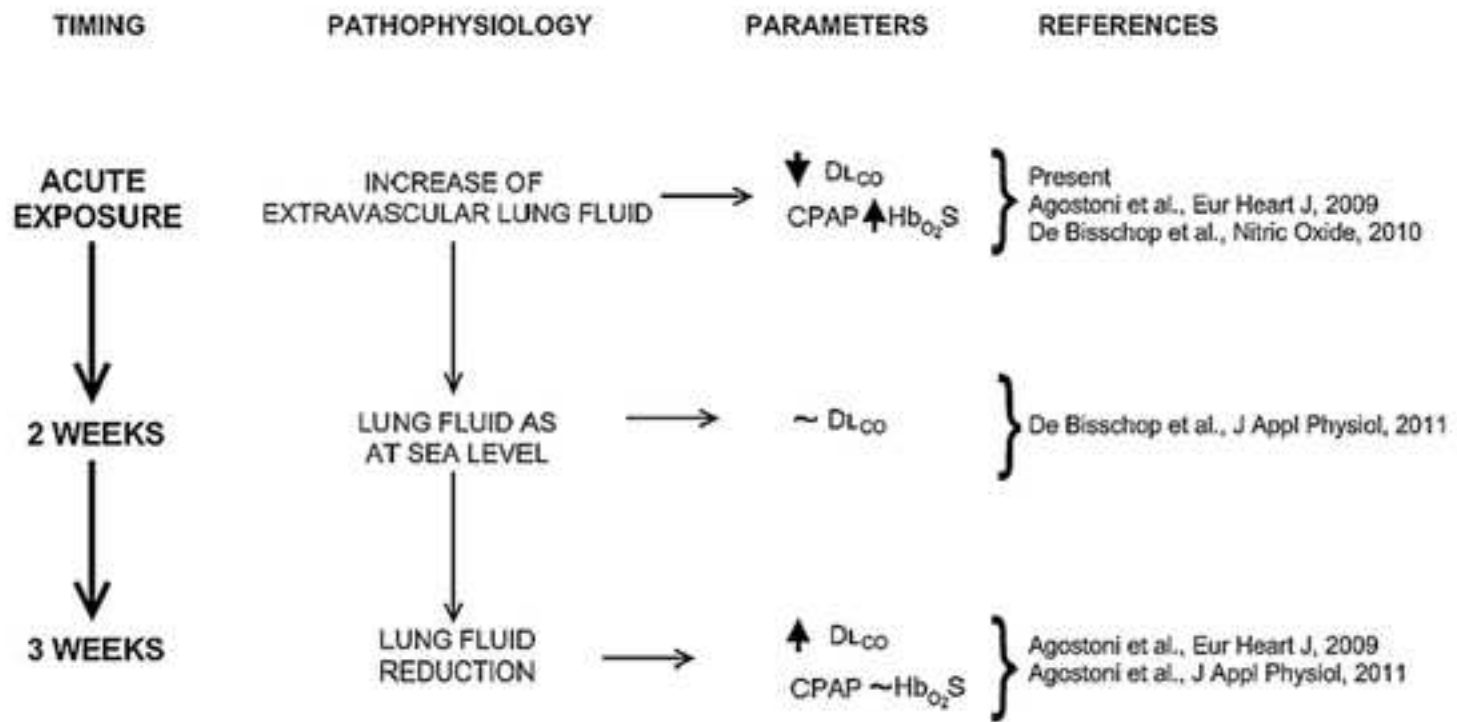 TIMING PATHOPHYSIOLOGY PARAMETERS REFERENCES
ACUTE
EXPOSURE
INCREASE OF
EXTRAVASCULAR LUNG FLUID
DLCO
CPAP HbO2S
Present
Agostoni et al., Eur Heart J, 2009
De Bisschop et al., Nitric Oxide, 2010
2 WEEKS
LUNG FLUID AS
AT SEA LEVEL
~ DLCO
De Bisschop et al., J Appl Physiol, 2011
3 WEEKS
LUNG FLUID
REDUCTION
DLCO
CPAP ~HbO2S
Agostoni et al., Eur Heart J, 2009
Agostoni et al., J Appl Physiol, 2011